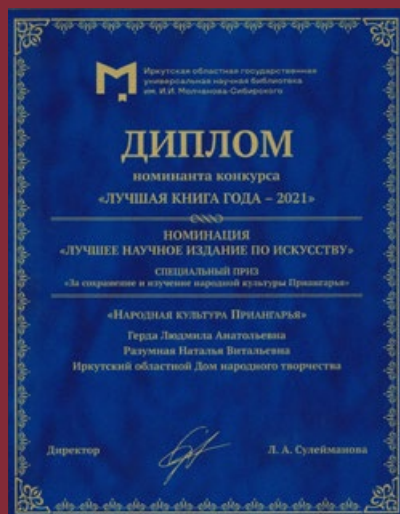 Иркутская областная государственная
универсальная научная библиотека
им. И.И. Молчанова-Сибирского
ДИПЛОМ
номинанта конкурса
«ЛУЧШАЯ КНИГА ГОДА – 2021»
НОМИНАЦИЯ
«ЛУЧШЕЕ НАУЧНОЕ ИЗДАНИЕ ПО ИСКУССТВУ»
СПЕЦИАЛЬНЫЙ ПРИЗ
«За сохранение и изучение народной культуры Приангарья»
«НАРОДНАЯ КУЛЬТУРА ПРИАНГАРЬЯ»
Герда Людмила Анатольевна
Разумная Наталья Витальевна
Иркутский областной Дом народного творчества
Директор Л. А. Сулейманова